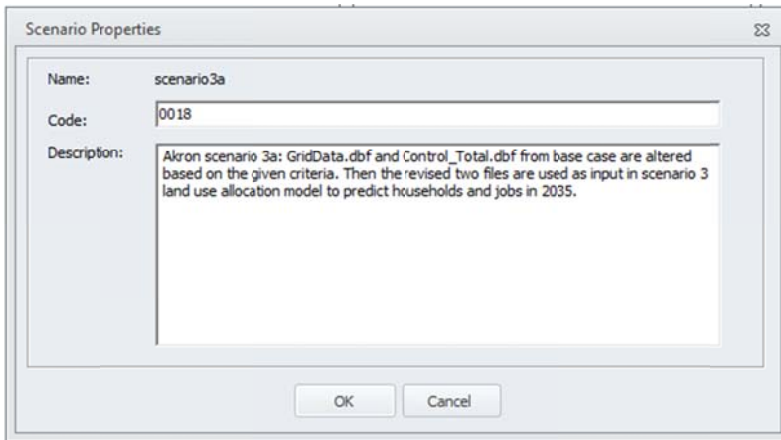 Scenario Properties
Name: scenario3a
Code: 0018
Description: Akron scenario 3a: GridData.dbf and Control_Total.dbf from base case are altered
based on the given criteria. Then the revised two files are used as input in scenario 3
land use allocation model to predict households and jobs in 2035.
OK Cancel